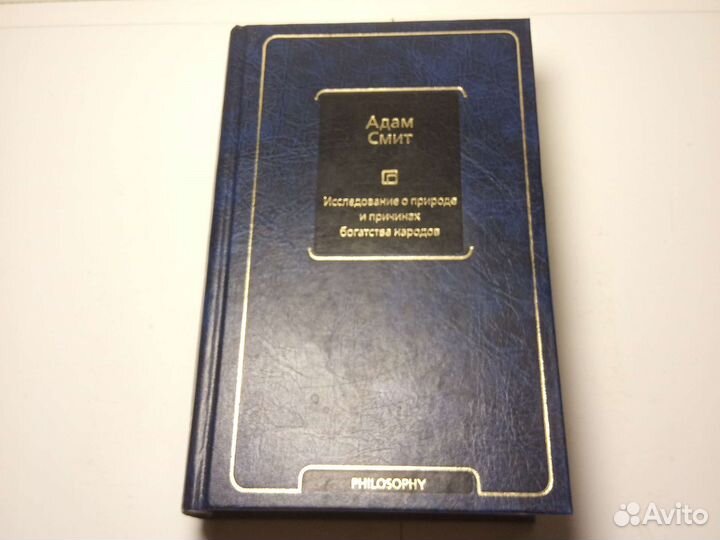 Адам
Смит
Исследование о природе
и причинах
богатства народов
PHILOSOPHY
Avito